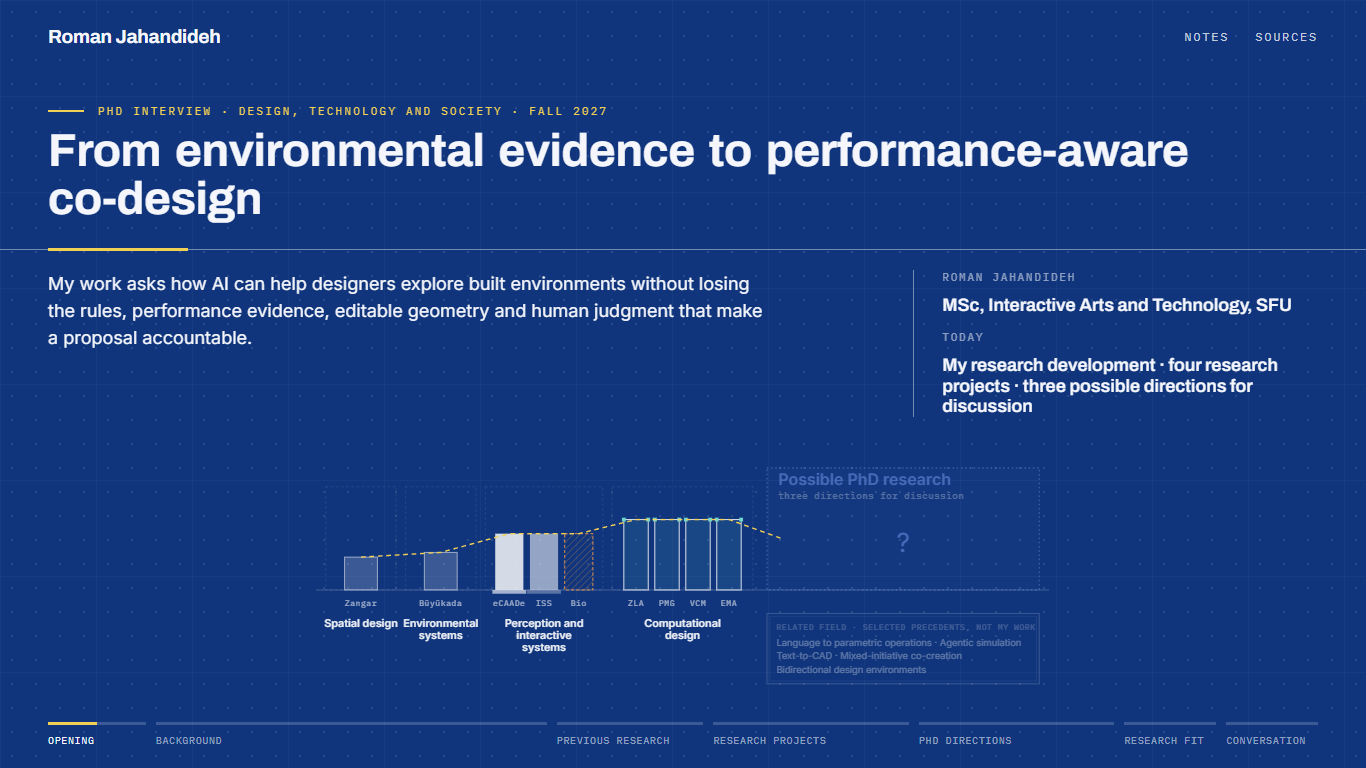 Roman Jahandideh
NOTES SOURCES
PHD INTERVIEW · DESIGN, TECHNOLOGY AND SOCIETY · FALL 2027
From environmental evidence to performance-aware
co-design
My work asks how AI can help designers explore built environments without losing
the rules, performance evidence, editable geometry and human judgment that make
a proposal accountable.
ROMAN JAHANDIDEH
MSc, Interactive Arts and Technology, SFU
TODAY
My research development · four research
projects · three possible directions for
discussion
Possible PhD research
three directions for discussion
?
Zangar Büyükada eCAADe ISS Bio ZLA PMG VCM EMA
Spatial design
Environmental
systems
Perception and
interactive
systems
Computational
design
RELATED FIELD · SELECTED PRECEDENTS, NOT MY WORK
Language to parametric operations · Agentic simulation
Text-to-CAD · Mixed-initiative co-creation
Bidirectional design environments
OPENING BACKGROUND PREVIOUS RESEARCH RESEARCH PROJECTS PHD DIRECTIONS RESEARCH FIT CONVERSATION